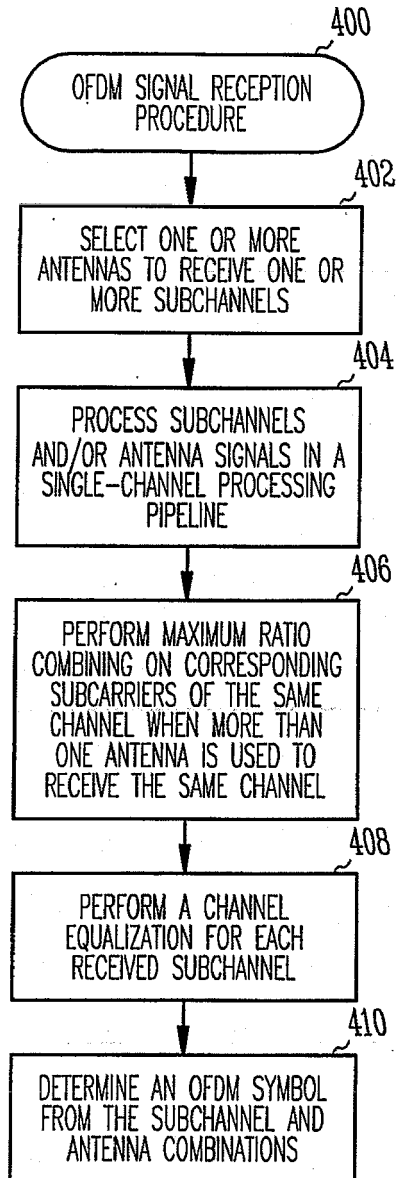 400
OFDM SIGNAL RECEPTION
PROCEDURE
402
SELECT ONE OR MORE
ANTENNAS TO RECEIVE ONE OR
MORE SUBCHANNELS
404
PROCESS SUBCHANNELS
AND/OR ANTENNA SIGNALS IN A
SINGLE-CHANNEL PROCESSING
PIPELINE
406
PERFORM MAXIMUM RATIO
COMBINING ON CORRESPONDING
SUBCARRIERS OF THE SAME
CHANNEL WHEN MORE THAN
ONE ANTENNA IS USED TO
RECEIVE THE SAME CHANNEL
408
PERFORM A CHANNEL
EQUALIZATION FOR EACH
RECEIVED SUBCHANNEL
410
DETERMINE AN OFDM SYMBOL
FROM THE SUBCHANNEL AND
ANTENNA COMBINATIONS